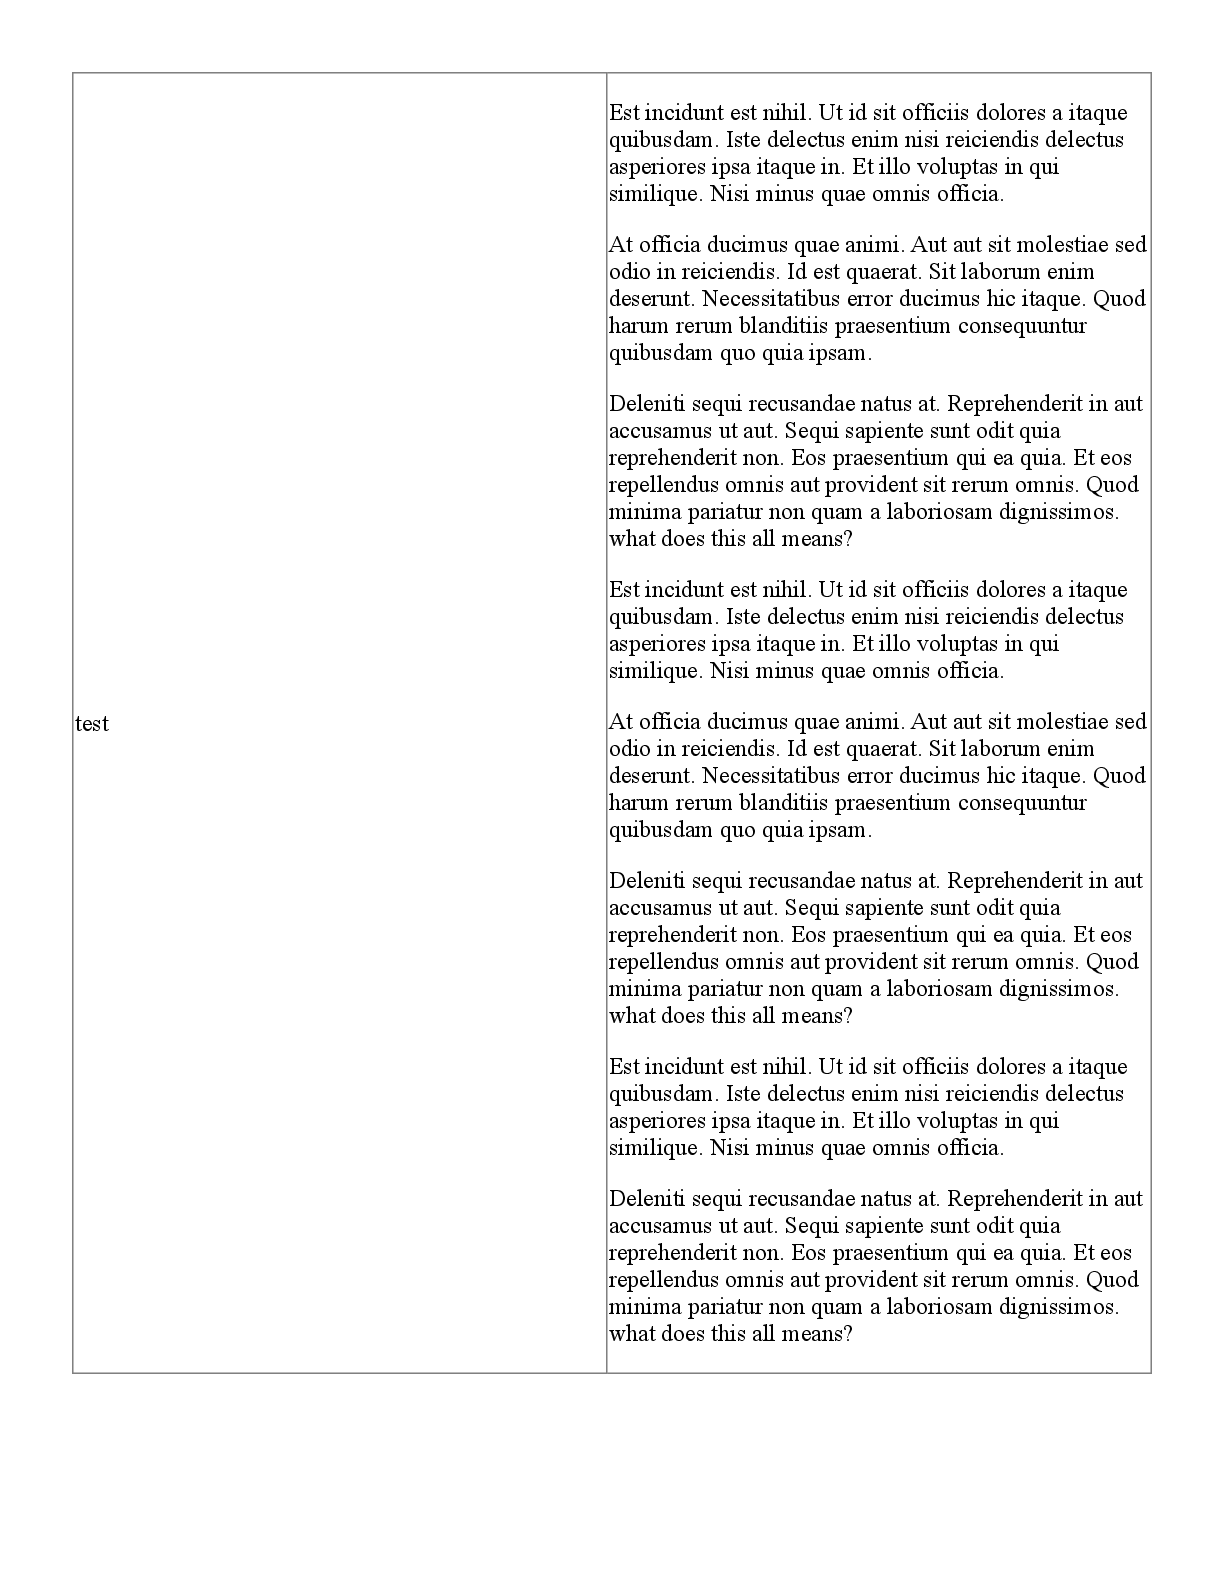 test
Est incidunt est nihil. Ut id sit officiis dolores a itaque
quibusdam. Iste delectus enim nisi reiciendis delectus
asperiores ipsa itaque in. Et illo voluptas in qui
similique. Nisi minus quae omnis officia.
At officia ducimus quae animi. Aut aut sit molestiae sed
odio in reiciendis. Id est quaerat. Sit laborum enim
deserunt. Necessitatibus error ducimus hic itaque. Quod
harum rerum blanditiis praesentium consequuntur
quibusdam quo quia ipsam.
Deleniti sequi recusandae natus at. Reprehenderit in aut
accusamus ut aut. Sequi sapiente sunt odit quia
reprehenderit non. Eos praesentium qui ea quia. Et eos
repellendus omnis aut provident sit rerum omnis. Quod
minima pariatur non quam a laboriosam dignissimos.
what does this all means?
Est incidunt est nihil. Ut id sit officiis dolores a itaque
quibusdam. Iste delectus enim nisi reiciendis delectus
asperiores ipsa itaque in. Et illo voluptas in qui
similique. Nisi minus quae omnis officia.
At officia ducimus quae animi. Aut aut sit molestiae sed
odio in reiciendis. Id est quaerat. Sit laborum enim
deserunt. Necessitatibus error ducimus hic itaque. Quod
harum rerum blanditiis praesentium consequuntur
quibusdam quo quia ipsam.
Deleniti sequi recusandae natus at. Reprehenderit in aut
accusamus ut aut. Sequi sapiente sunt odit quia
reprehenderit non. Eos praesentium qui ea quia. Et eos
repellendus omnis aut provident sit rerum omnis. Quod
minima pariatur non quam a laboriosam dignissimos.
what does this all means?
Est incidunt est nihil. Ut id sit officiis dolores a itaque
quibusdam. Iste delectus enim nisi reiciendis delectus
asperiores ipsa itaque in. Et illo voluptas in qui
similique. Nisi minus quae omnis officia.
Deleniti sequi recusandae natus at. Reprehenderit in aut
accusamus ut aut. Sequi sapiente sunt odit quia
reprehenderit non. Eos praesentium qui ea quia. Et eos
repellendus omnis aut provident sit rerum omnis. Quod
minima pariatur non quam a laboriosam dignissimos.
what does this all means?